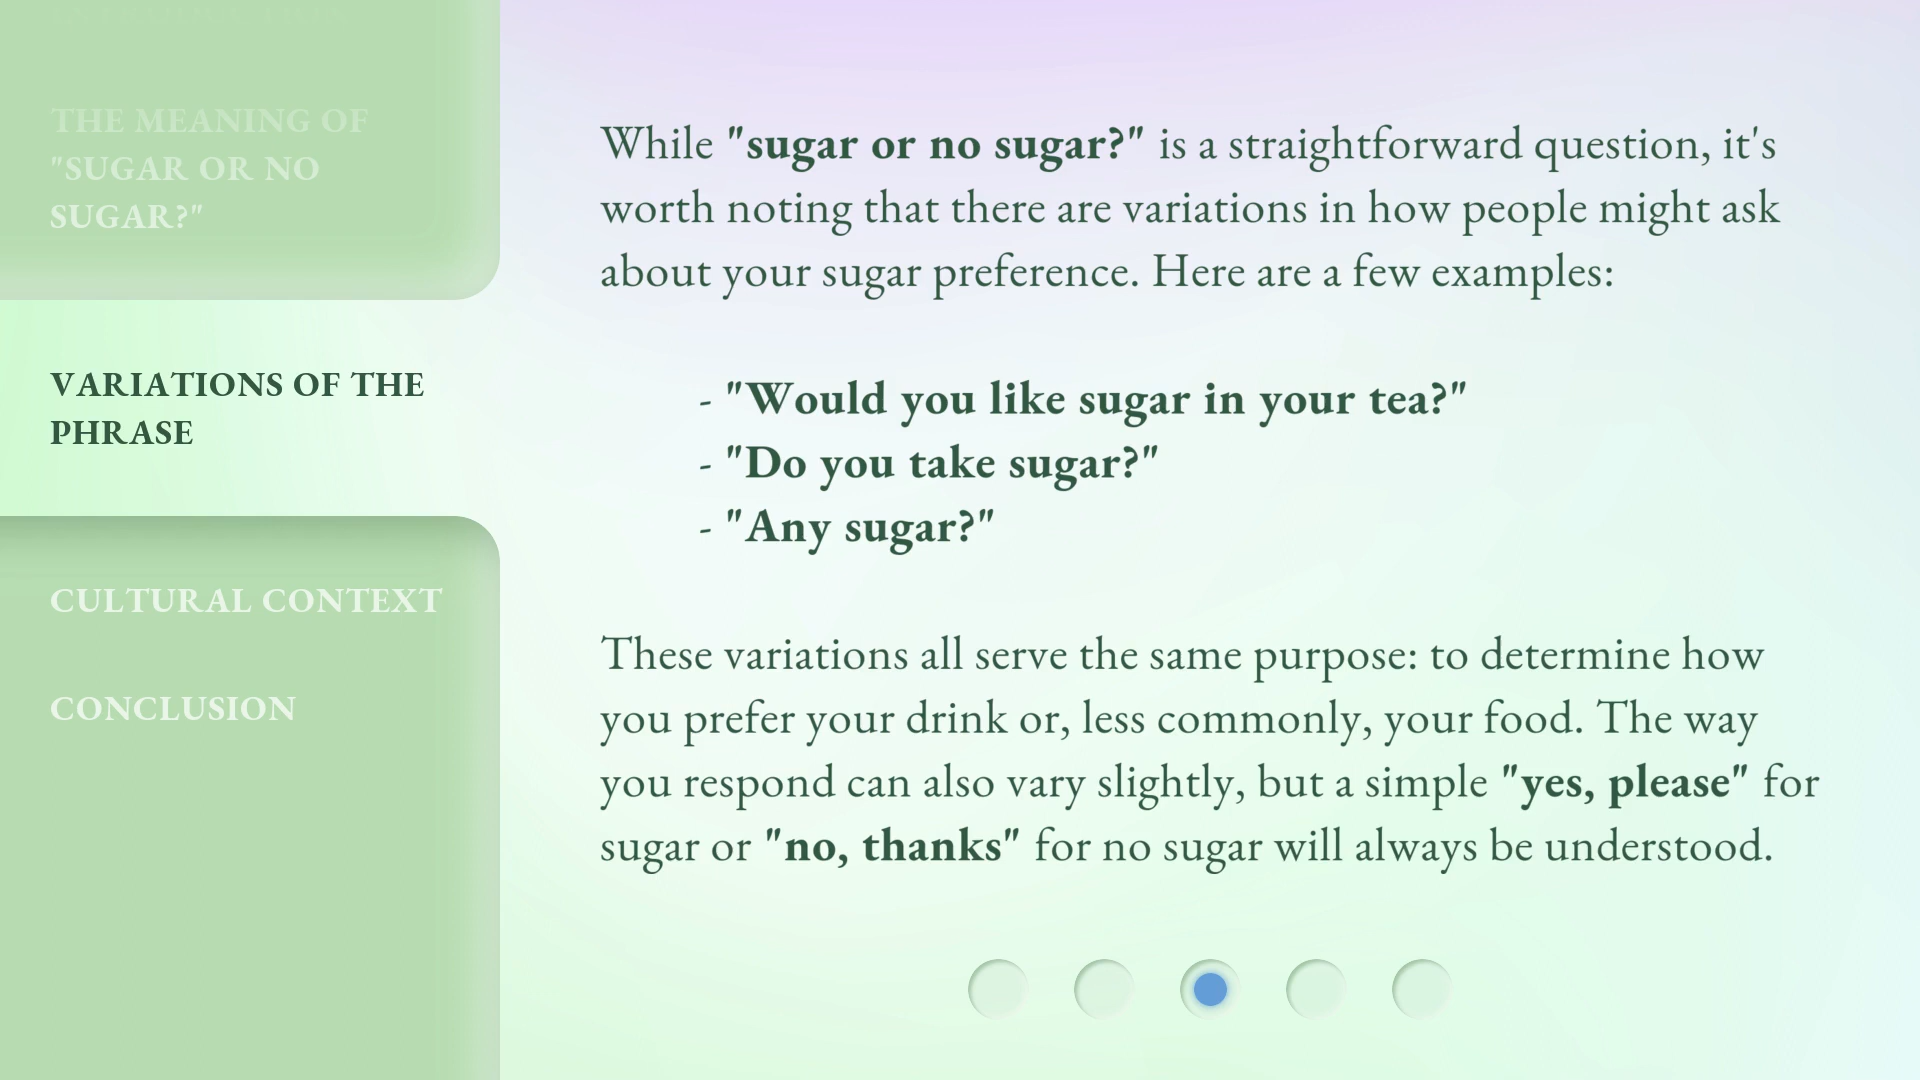 THE MEANING OF
"SUGAR OR NO
SUGAR?"
VARIATIONS OF THE
PHRASE
CULTURAL CONTEXT
CONCLUSION
While "sugar or no sugar?" is a straightforward question, it's
worth noting that there are variations in how people might ask
about your sugar preference. Here are a few examples:
- "Would you like sugar in your tea?"
- "Do you take sugar?"
- "Any sugar?"
These variations all serve the same purpose: to determine how
you prefer your drink or, less commonly, your food. The way
you respond can also vary slightly, but a simple "yes, please" for
sugar or "no, thanks" for no sugar will always be understood.